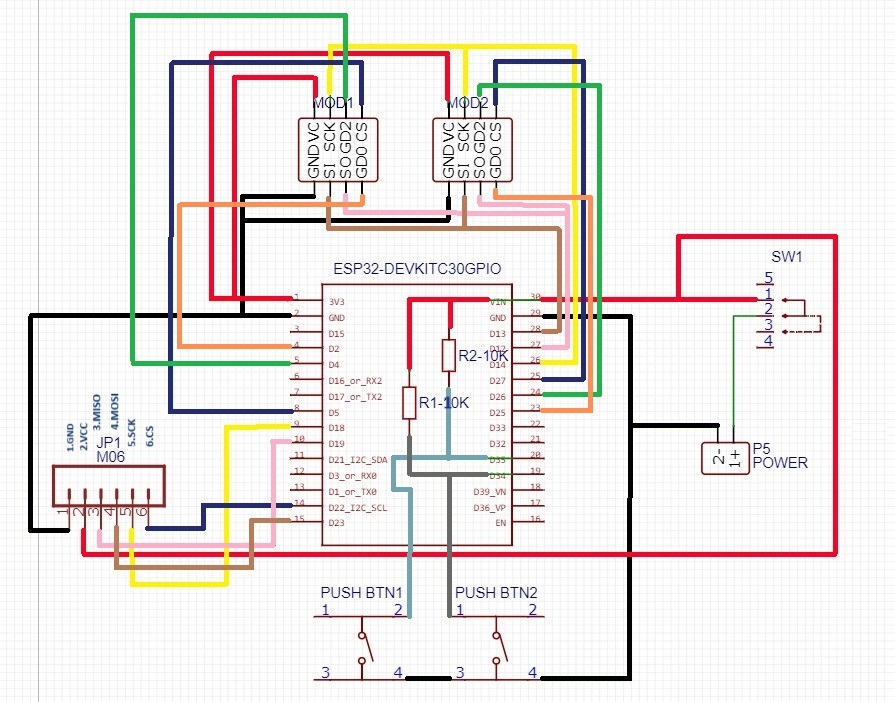 MOD1
MOD2
GND VC
SI SCK
SO GD2
GD0 CS
GND VC
SI SCK
SO GD2
GD0 CS
ESP32-DEVKITC30GPIO
1 3V3
2 GND
3 D15
4 D2
5 D4
6 D16_or_RX2
7 D17_or_TX2
8 D5
9 D18
10 D19
11 D21_I2C_SDA
12 D3_or_RX0
13 D1_or_TX0
14 D22_I2C_SCL
15 D23
VIN 30
GND 29
D13 28
D12 27
D14 26
D27 25
D26 24
D25 23
D33 22
D32 21
D35 20
D34 19
D39_VN 18
D36_VP 17
EN 16
R2-10K
R1-10K
SW1
5
1
2
3
4
2-
1+
P5
POWER
1.GND
2.VCC
3.MISO
4.MOSI
5.SCK
6.CS
JP1
M06
1
2
3
4
5
6
PUSH BTN1
1 2
3 4
PUSH BTN2
1 2
3 4